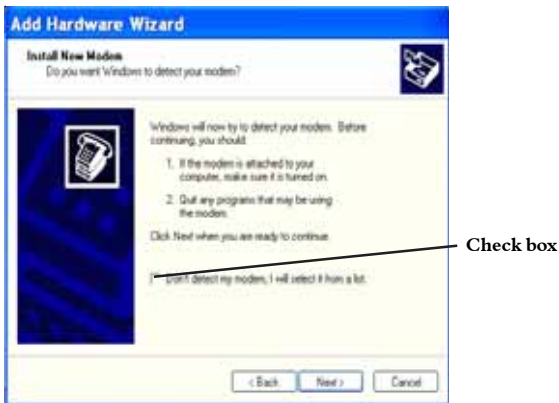 Add Hardware Wizard
Install New Modem
Do you want Windows to detect your modem?
Windows will now try to detect your modem. Before
continuing, you should:
1. If the modem is attached to your
computer, make sure it is turned on.
2. Quit any programs that may be using
the modem.
Click Next when you are ready to continue.
Don't detect my modem; I will select it from a list.
Check box
< Back
Next >
Cancel